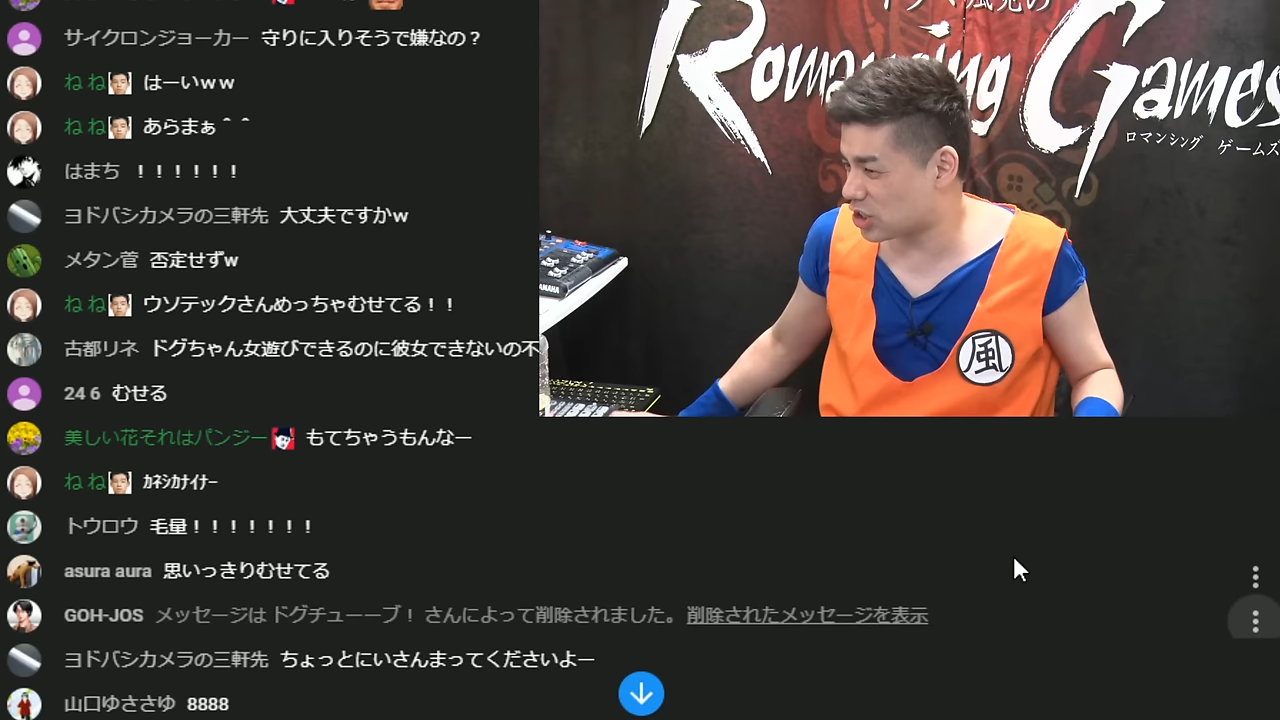 サイクロンジョーカー 守りに入りそうで嫌なの？
ね ね はーいｗｗ
ね ね あらまぁ＾＾
はまち ！！！！！！
ヨドバシカメラの三軒先 大丈夫ですかｗ
メタン菅 否定せずｗ
ね ね ウソテックさんめっちゃむせてる！！
古都リネ ドグちゃん女遊びできるのに彼女できないの不
24 6 むせる
美しい花それはパンジー もてちゃうもんなー
ね ね ｶﾈｼｶﾅｲﾅｰ
トウロウ 毛量！！！！！！！
asura aura 思いっきりむせてる
GOH-JOS メッセージは ドグチューーブ！ さんによって削除されました。削除されたメッセージを表示
ヨドバシカメラの三軒先 ちょっとにいさんまってくださいよー
山口ゆささゆ 8888
Romancing Games
ロマンシング ゲームス
風
YAMAHA